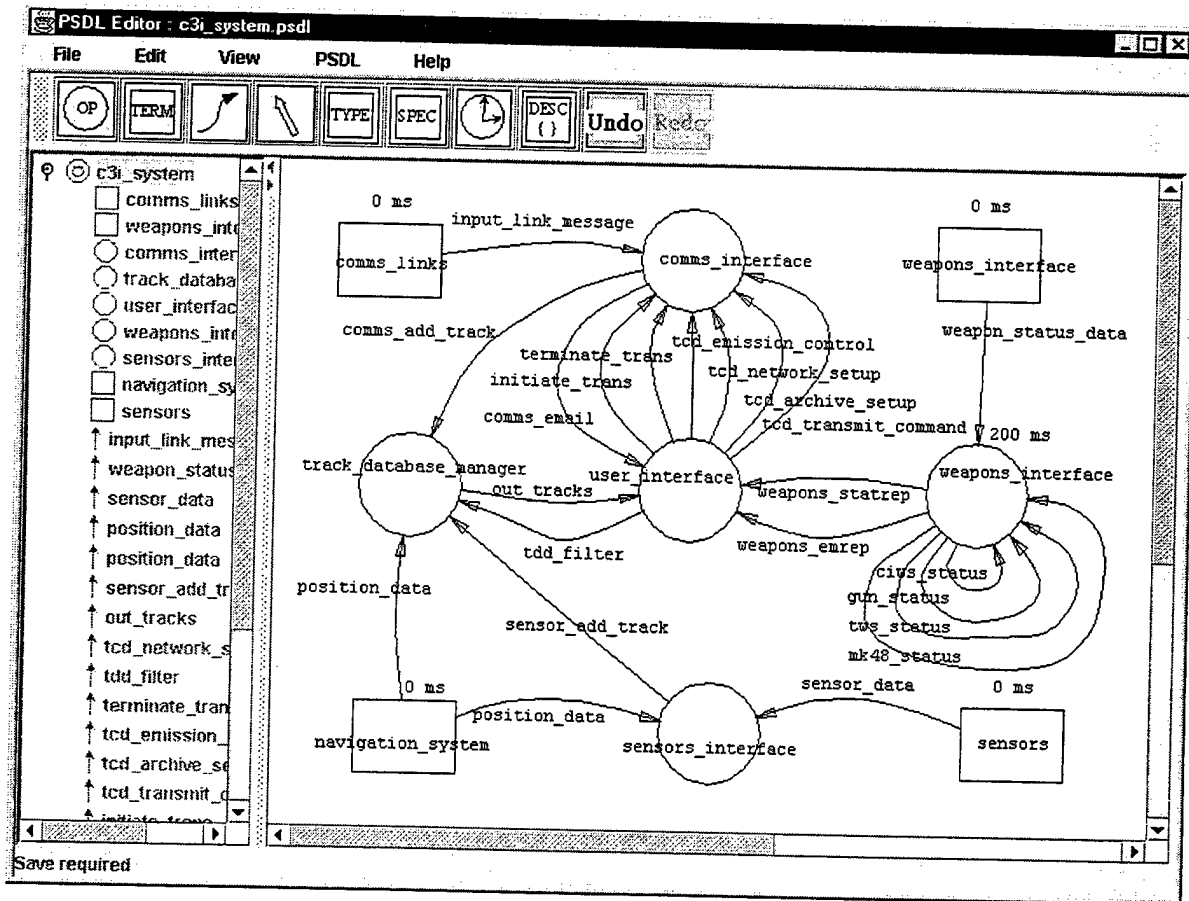 PSDL Editor : c3i_system.psdl
File Edit View PSDL Help
OP TERM TYPE SPEC DESC { } Undo Redo
c3i_system
comms_links
weapons_inte
comms_inter
track_databa
user_interfac
weapons_inte
sensors_inter
navigation_sy
sensors
input_link_mes
weapon_status
sensor_data
position_data
position_data
sensor_add_tr
out_tracks
tcd_network_s
tdd_filter
terminate_tran
tcd_emission_
tcd_archive_se
tcd_transmit_c
initiate_trans
0 ms
input_link_message
0 ms
comms_links
comms_interface
weapons_interface
comms_add_track
weapon_status_data
terminate_trans
tcd_emission_control
initiate_trans
tcd_network_setup
comms_email
tcd_archive_setup
tcd_transmit_command
200 ms
track_database_manager
user_interface
weapons_interface
out_tracks
weapons_statrep
tdd_filter
weapons_emrep
position_data
ciws_status
gun_status
sensor_add_track
tws_status
mk48_status
0 ms
sensor_data
0 ms
position_data
navigation_system
sensors_interface
sensors
Save required